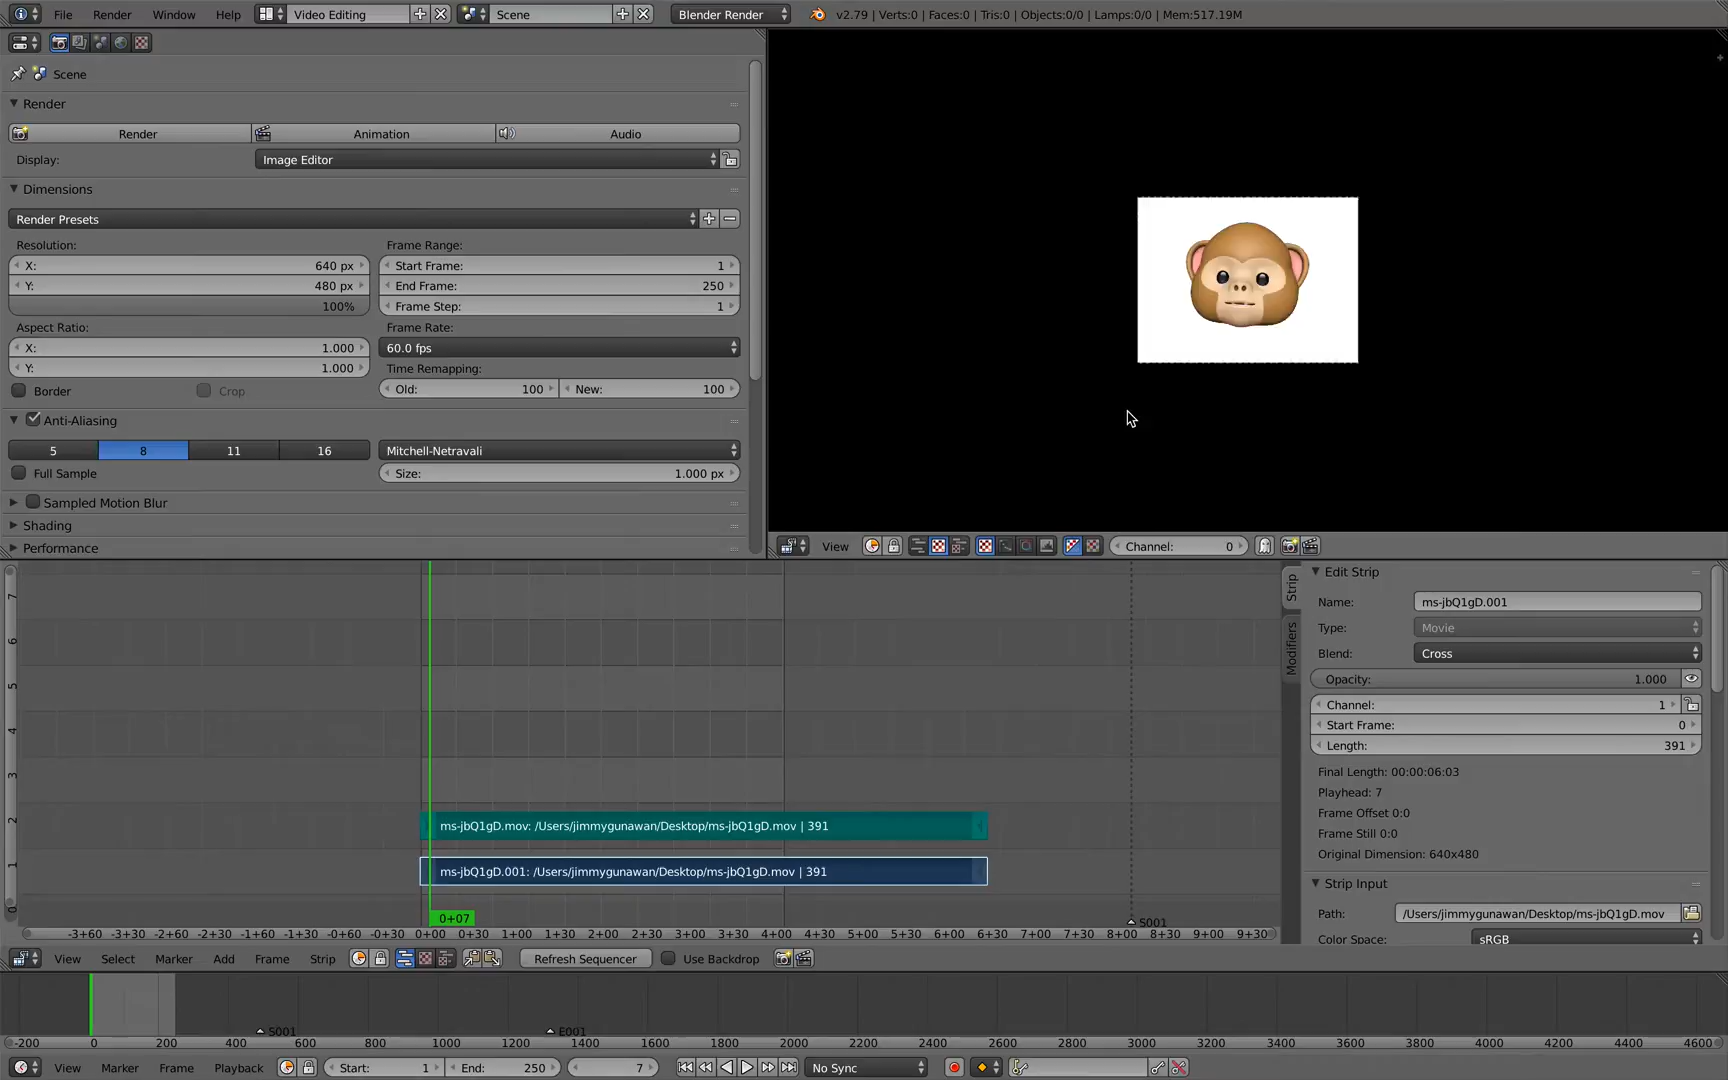 File Render Window Help Video Editing Scene Blender Render v2.79 | Verts:0 | Faces:0 | Tris:0 | Objects:0/0 | Lamps:0/0 | Mem:517.19M
Scene
Render
Render Animation Audio
Display: Image Editor
Dimensions
Render Presets
Resolution: Frame Range:
X: 640 px Start Frame: 1
Y: 480 px End Frame: 250
100% Frame Step: 1
Aspect Ratio: Frame Rate:
X: 1.000 60.0 fps
Y: 1.000 Time Remapping:
Border Crop Old: 100 New: 100
Anti-Aliasing
5 8 11 16 Mitchell-Netravali
Full Sample Size: 1.000 px
Sampled Motion Blur
Shading
Performance
View Channel: 0
7
6
5
4
3
2
1
0
ms-jbQ1gD.mov: /Users/jimmygunawan/Desktop/ms-jbQ1gD.mov | 391
ms-jbQ1gD.001: /Users/jimmygunawan/Desktop/ms-jbQ1gD.mov | 391
0+07
S001
-3+60 -3+30 -2+60 -2+30 -1+60 -1+30 -0+60 -0+30 0+00 0+30 1+00 1+30 2+00 2+30 3+00 3+30 4+00 4+30 5+00 5+30 6+00 6+30 7+00 7+30 8+00 8+30 9+00 9+30
Strip
Modifiers
Edit Strip
Name: ms-jbQ1gD.001
Type: Movie
Blend: Cross
Opacity: 1.000
Channel: 1
Start Frame: 0
Length: 391
Final Length: 00:00:06:03
Playhead: 7
Frame Offset 0:0
Frame Still 0:0
Original Dimension: 640x480
Strip Input
Path: /Users/jimmygunawan/Desktop/ms-jbQ1gD.mov
Color Space: sRGB
View Select Marker Add Frame Strip Refresh Sequencer Use Backdrop
S001 E001
-200 0 200 400 600 800 1000 1200 1400 1600 1800 2000 2200 2400 2600 2800 3000 3200 3400 3600 3800 4000 4200 4400 4600
View Marker Frame Playback Start: 1 End: 250 7 No Sync